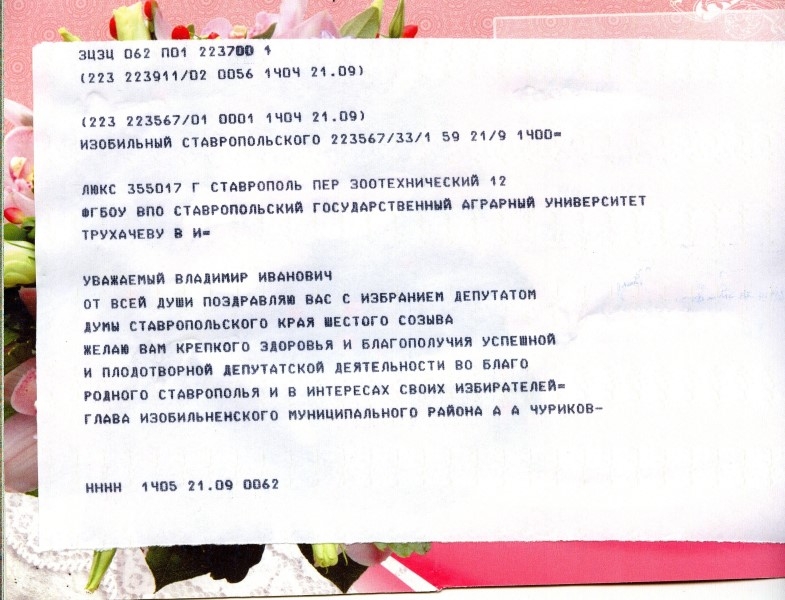 ЗЦЗЦ 062 П01 223700 1
(223 223911/02 0056 1404 21.09)
(223 223567/01 0001 1404 21.09)
ИЗОБИЛЬНЫЙ СТАВРОПОЛЬСКОГО 223567/33/1 59 21/9 1400=
ЛЮКС 355017 Г СТАВРОПОЛЬ ПЕР ЗООТЕХНИЧЕСКИЙ 12
ФГБОУ ВПО СТАВРОПОЛЬСКИЙ ГОСУДАРСТВЕННЫЙ АГРАРНЫЙ УНИВЕРСИТЕТ
ТРУХАЧЕВУ В И=
УВАЖАЕМЫЙ ВЛАДИМИР ИВАНОВИЧ
ОТ ВСЕЙ ДУШИ ПОЗДРАВЛЯЮ ВАС С ИЗБРАНИЕМ ДЕПУТАТОМ
ДУМЫ СТАВРОПОЛЬСКОГО КРАЯ ШЕСТОГО СОЗЫВА
ЖЕЛАЮ ВАМ КРЕПКОГО ЗДОРОВЬЯ И БЛАГОПОЛУЧИЯ УСПЕШНОЙ
И ПЛОДОТВОРНОЙ ДЕПУТАТСКОЙ ДЕЯТЕЛЬНОСТИ ВО БЛАГО
РОДНОГО СТАВРОПОЛЬЯ И В ИНТЕРЕСАХ СВОИХ ИЗБИРАТЕЛЕЙ=
ГЛАВА ИЗОБИЛЬНЕНСКОГО МУНИЦИПАЛЬНОГО РАЙОНА А А ЧУРИКОВ-
НННН 1405 21.09 0062